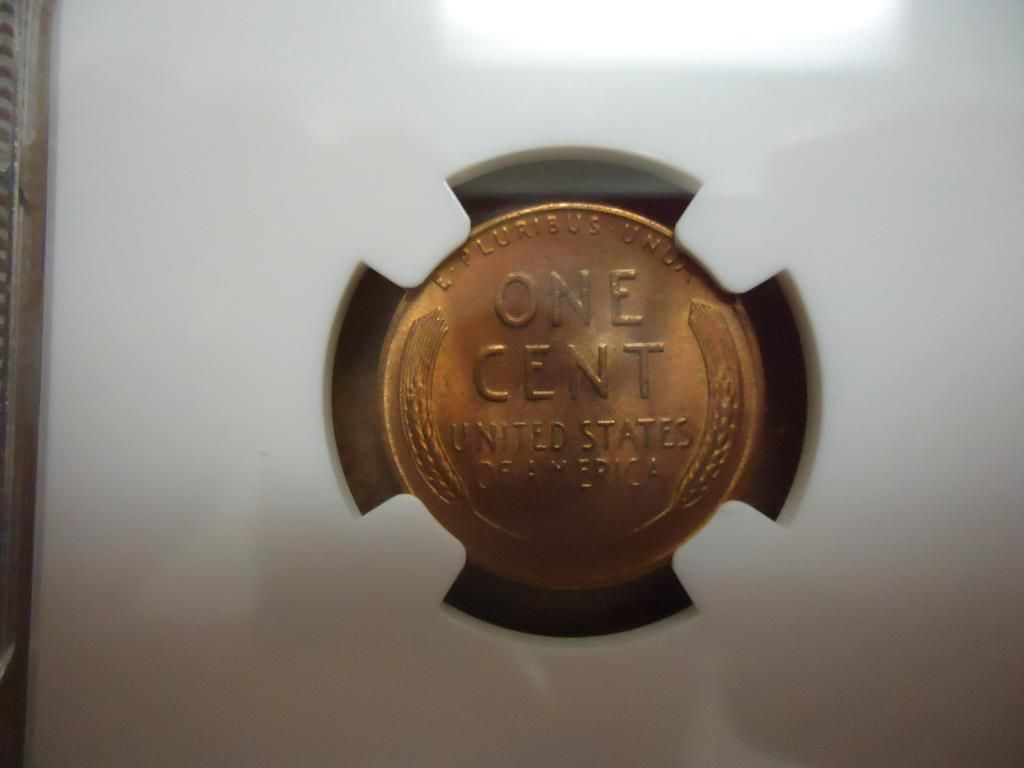 E · PLURIBUS UNUM
ONE
CENT
UNITED STATES
OF AMERICA